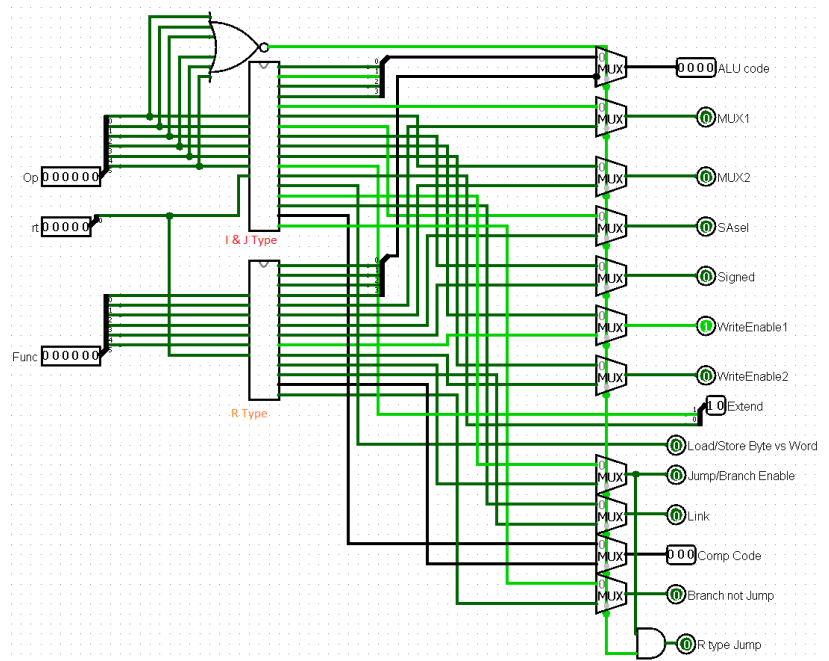 MUX
0000 ALU code
MUX
0 MUX1
Op 000000
MUX
0 MUX2
rt 00000
MUX
0 SAsel
I & J Type
MUX
0 Signed
MUX
1 WriteEnable1
Func 000000
MUX
0 WriteEnable2
R Type
10 Extend
0 Load/Store Byte vs Word
MUX
0 Jump/Branch Enable
MUX
0 Link
MUX
000 Comp Code
MUX
0 Branch not Jump
0 R type Jump